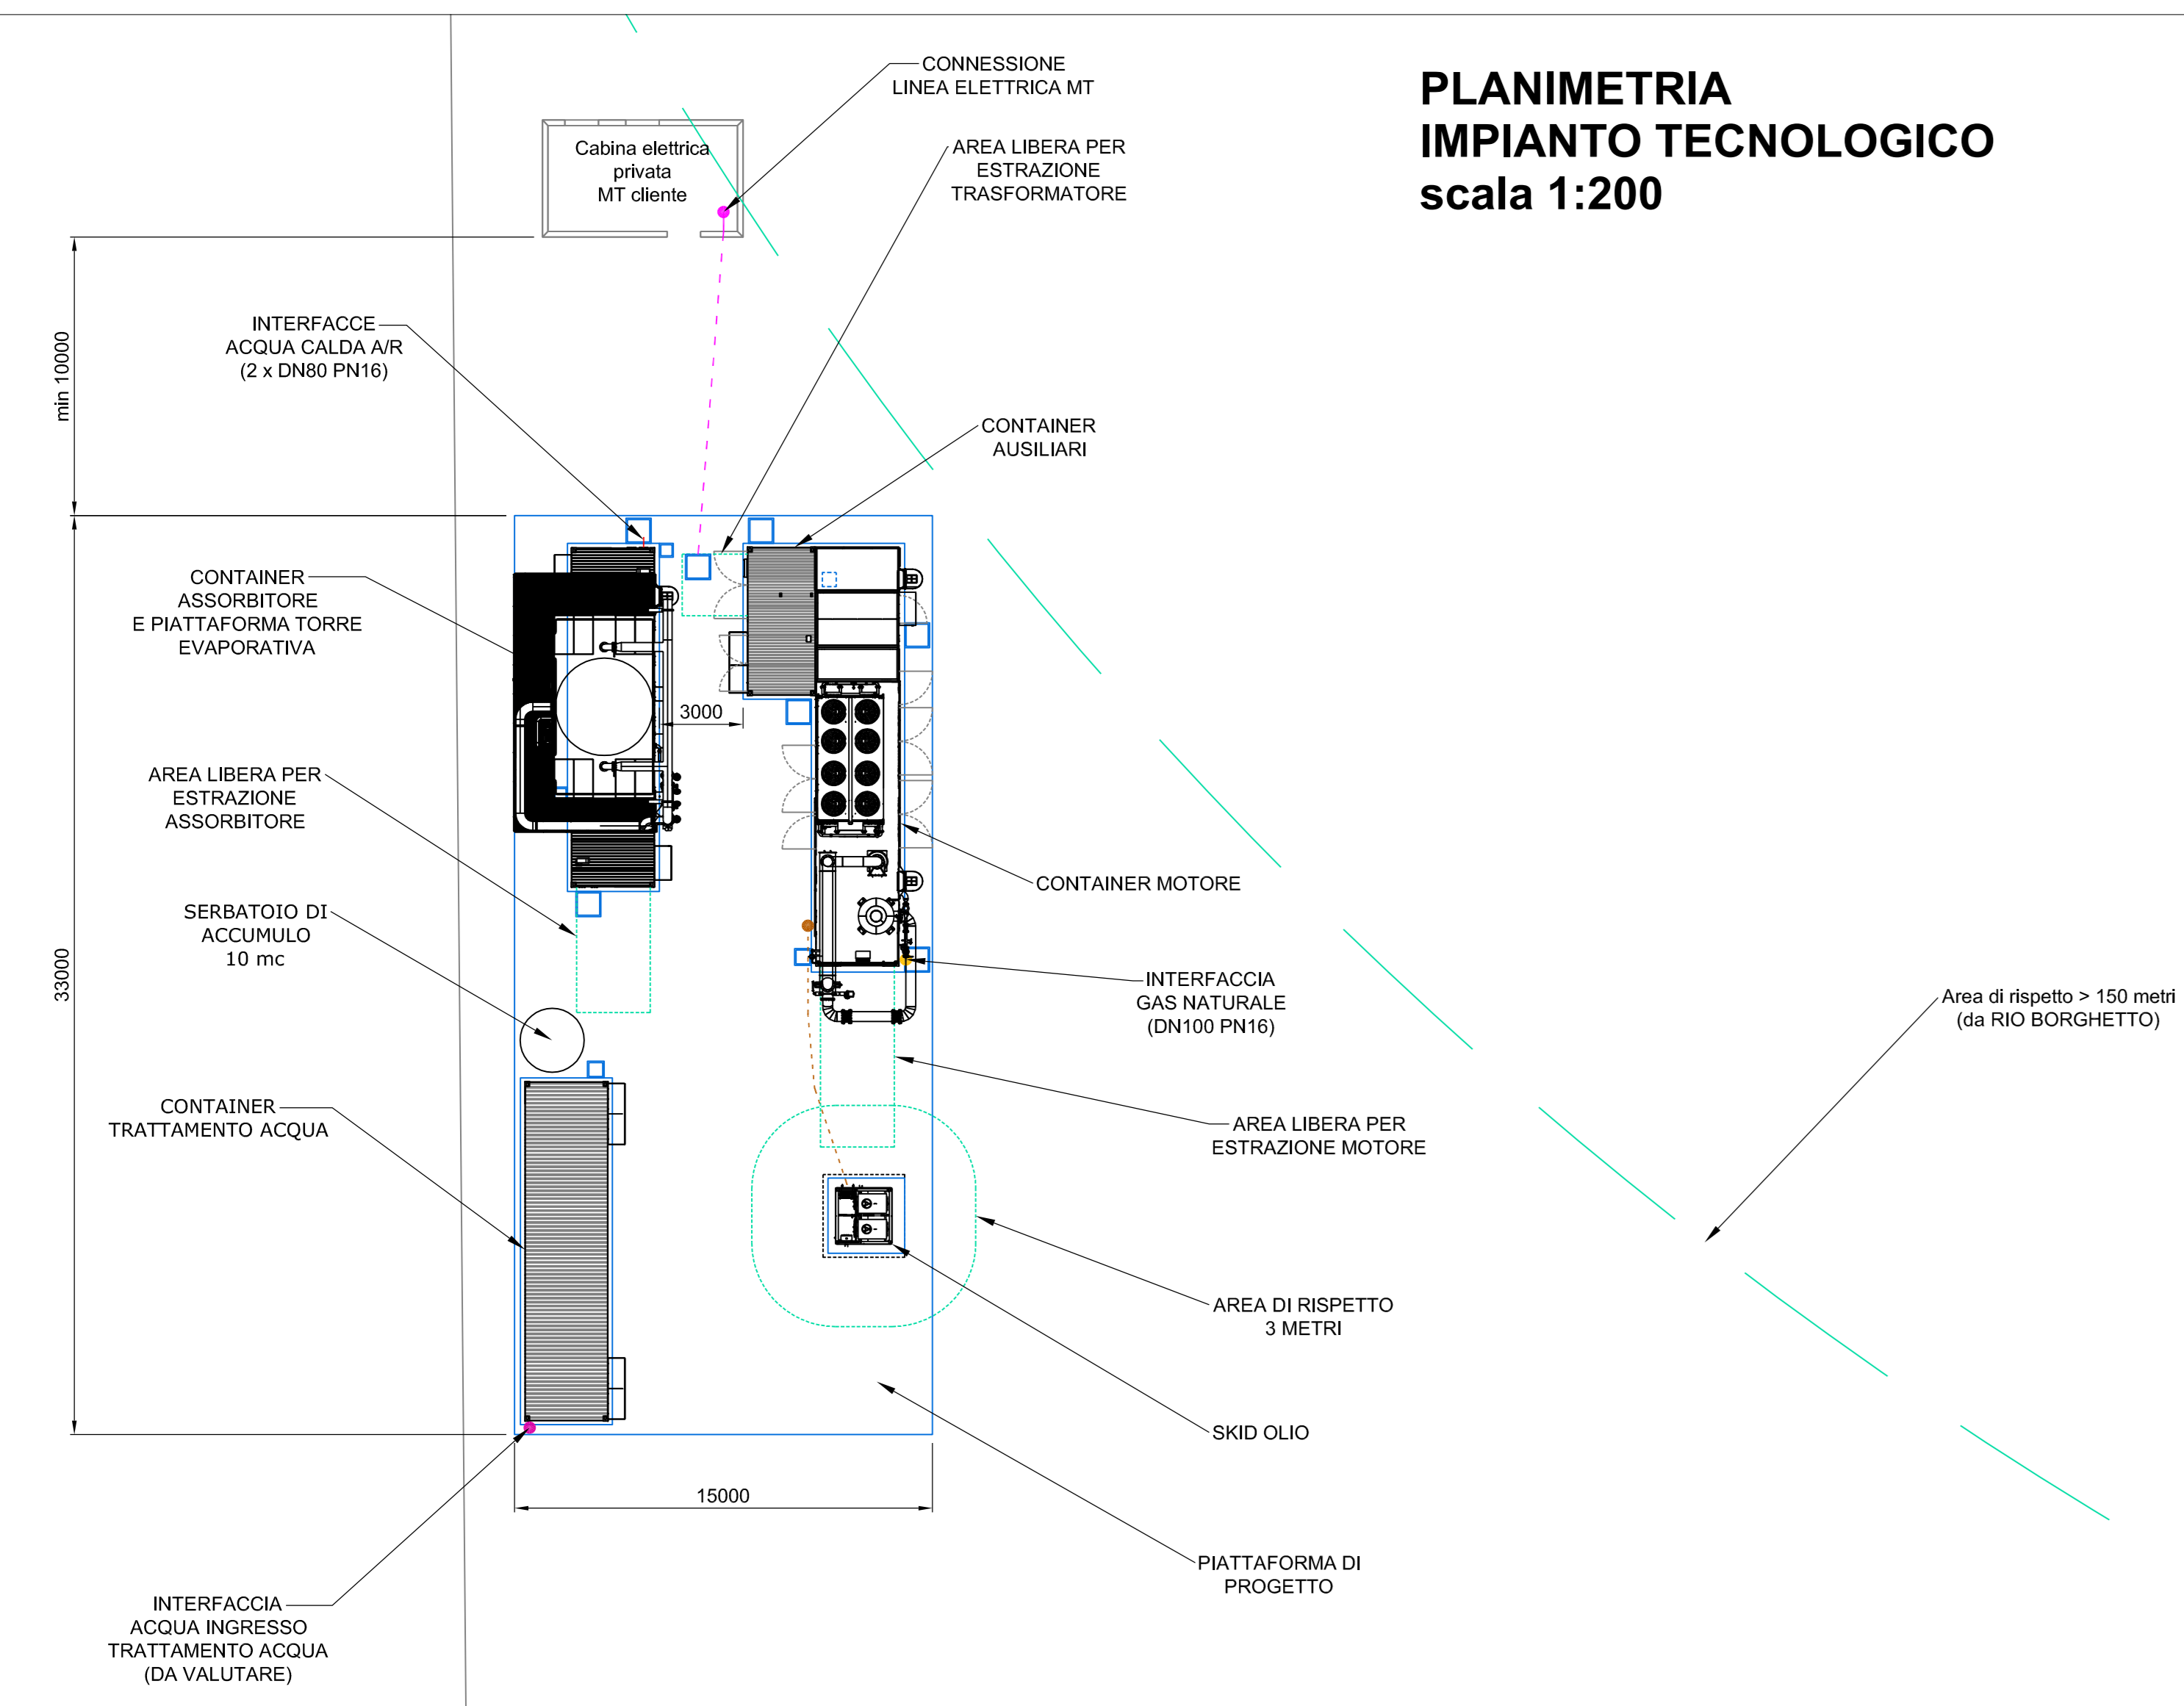 PLANIMETRIA
IMPIANTO TECNOLOGICO
scala 1:200
CONNESSIONE
LINEA ELETTRICA MT
Cabina elettrica
privata
MT cliente
AREA LIBERA PER
ESTRAZIONE
TRASFORMATORE
min 10000
INTERFACCE
ACQUA CALDA A/R
(2 x DN80 PN16)
CONTAINER
AUSILIARI
CONTAINER
ASSORBITORE
E PIATTAFORMA TORRE
EVAPORATIVA
3000
AREA LIBERA PER
ESTRAZIONE
ASSORBITORE
CONTAINER MOTORE
SERBATOIO DI
ACCUMULO
10 mc
33000
INTERFACCIA
GAS NATURALE
(DN100 PN16)
Area di rispetto > 150 metri
(da RIO BORGHETTO)
CONTAINER
TRATTAMENTO ACQUA
AREA LIBERA PER
ESTRAZIONE MOTORE
AREA DI RISPETTO
3 METRI
SKID OLIO
15000
PIATTAFORMA DI
PROGETTO
INTERFACCIA
ACQUA INGRESSO
TRATTAMENTO ACQUA
(DA VALUTARE)